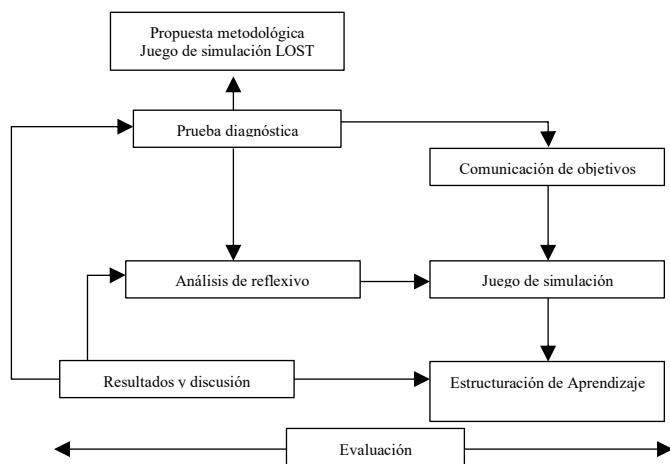 Propuesta metodológica
Juego de simulación LOST
Prueba diagnóstica
Comunicación de objetivos
Análisis de reflexivo
Juego de simulación
Resultados y discusión
Estructuración de Aprendizaje
Evaluación